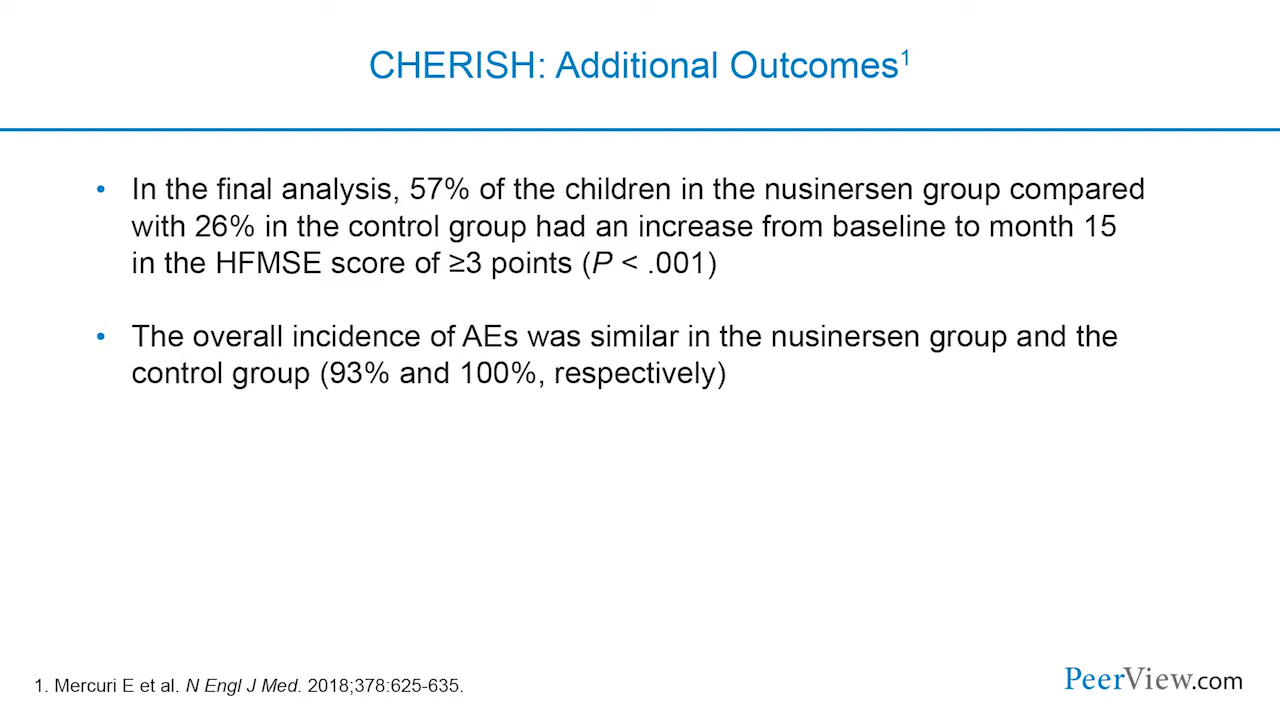 CHERISH: Additional Outcomes1
• In the final analysis, 57% of the children in the nusinersen group compared
with 26% in the control group had an increase from baseline to month 15
in the HFMSE score of ≥3 points (P < .001)
• The overall incidence of AEs was similar in the nusinersen group and the
control group (93% and 100%, respectively)
1. Mercuri E et al. N Engl J Med. 2018;378:625-635.
PeerView.com